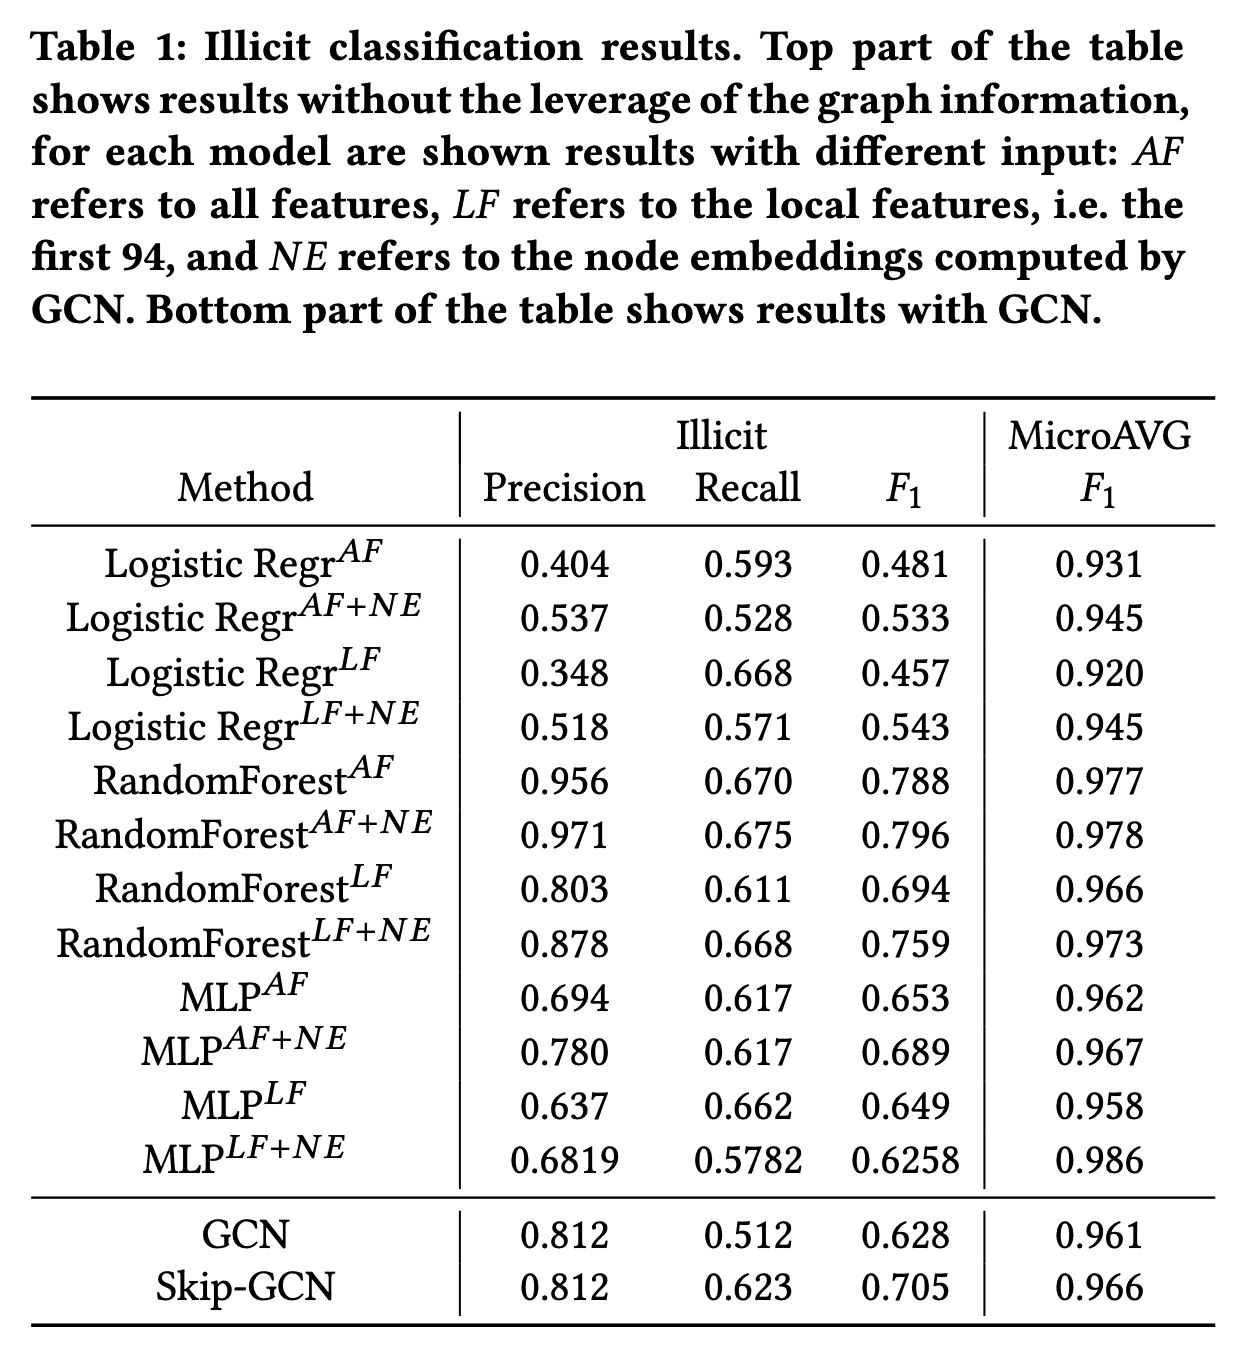 Table 1: Illicit classification results. Top part of the table
shows results without the leverage of the graph information,
for each model are shown results with different input: AF
refers to all features, LF refers to the local features, i.e. the
first 94, and NE refers to the node embeddings computed by
GCN. Bottom part of the table shows results with GCN.
Illicit MicroAVG
Method Precision Recall F₁ F₁
Logistic Regr^AF 0.404 0.593 0.481 0.931
Logistic Regr^AF+NE 0.537 0.528 0.533 0.945
Logistic Regr^LF 0.348 0.668 0.457 0.920
Logistic Regr^LF+NE 0.518 0.571 0.543 0.945
RandomForest^AF 0.956 0.670 0.788 0.977
RandomForest^AF+NE 0.971 0.675 0.796 0.978
RandomForest^LF 0.803 0.611 0.694 0.966
RandomForest^LF+NE 0.878 0.668 0.759 0.973
MLP^AF 0.694 0.617 0.653 0.962
MLP^AF+NE 0.780 0.617 0.689 0.967
MLP^LF 0.637 0.662 0.649 0.958
MLP^LF+NE 0.6819 0.5782 0.6258 0.986
GCN 0.812 0.512 0.628 0.961
Skip-GCN 0.812 0.623 0.705 0.966